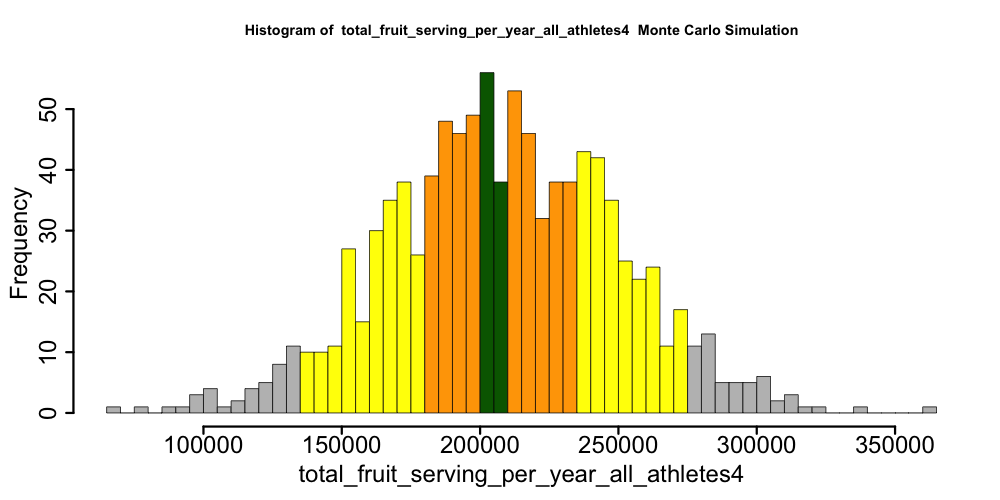 Histogram of  total_fruit_serving_per_year_all_athletes4  Monte Carlo Simulation
Frequency
50
40
30
20
10
0
100000 150000 200000 250000 300000 350000
total_fruit_serving_per_year_all_athletes4